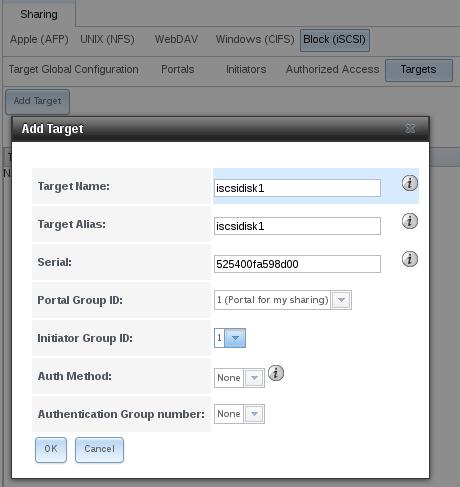 Sharing
Apple (AFP) UNIX (NFS) WebDAV Windows (CIFS) Block (iSCSI)
Target Global Configuration Portals Initiators Authorized Access Targets
Add Target
Add Target
Target Name: iscsidisk1
Target Alias: iscsidisk1
Serial: 525400fa598d00
Portal Group ID: 1 (Portal for my sharing)
Initiator Group ID: 1
Auth Method: None
Authentication Group number: None
OK Cancel